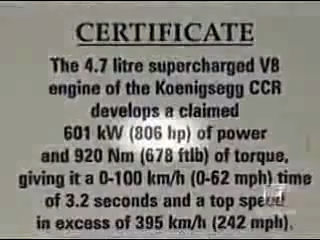 CERTIFICATE
The 4.7 litre supercharged V8
engine of the Koenigsegg CCR
develops a claimed
601 kW (806 hp) of power
and 920 Nm (678 ftlb) of torque,
giving it a 0-100 km/h (0-62 mph) time
of 3.2 seconds and a top speed
in excess of 395 km/h (242 mph).